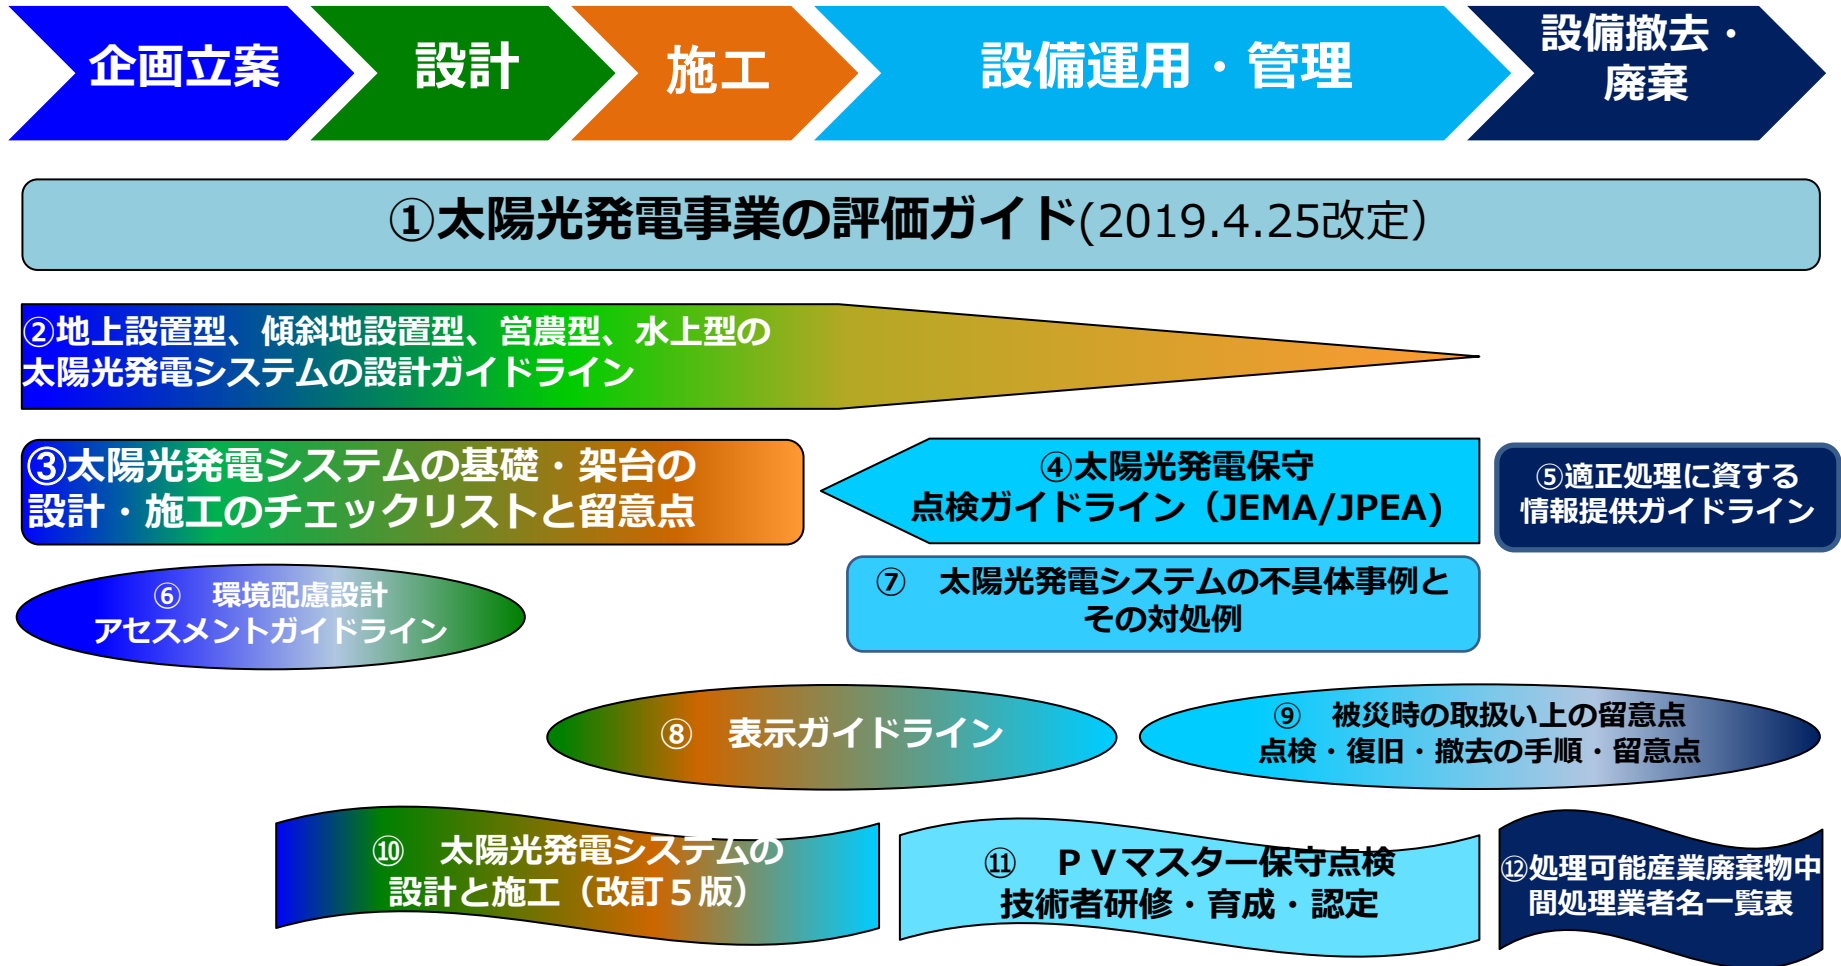 企画立案
設計
施工
設備運用・管理
設備撤去・
廃棄
①太陽光発電事業の評価ガイド(2019.4.25改定）
②地上設置型、傾斜地設置型、営農型、水上型の
太陽光発電システムの設計ガイドライン
③太陽光発電システムの基礎・架台の
設計・施工のチェックリストと留意点
④太陽光発電保守
点検ガイドライン（JEMA/JPEA)
⑤適正処理に資する
情報提供ガイドライン
⑥　環境配慮設計
アセスメントガイドライン
⑦　太陽光発電システムの不具体事例と
その対処例
⑧　表示ガイドライン
⑨　被災時の取扱い上の留意点
点検・復旧・撤去の手順・留意点
⑩　太陽光発電システムの
設計と施工（改訂５版）
⑪　ＰＶマスター保守点検
技術者研修・育成・認定
⑫処理可能産業廃棄物中
間処理業者名一覧表